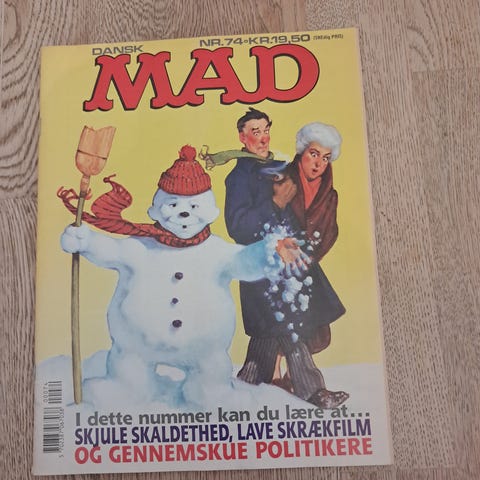 DANSK
NR.74•KR.19,50
MAD
I dette nummer kan du lære at...
SKJULE SKALDETHED, LAVE SKRÆKFILM
OG GENNEMSKUE POLITIKERE
00074